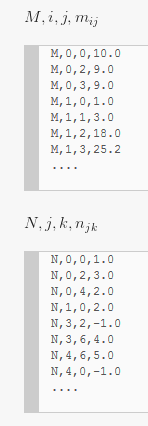 M, i, j, m_{ij}
M,0,0,10.0
M,0,2,9.0
M,0,3,9.0
M,1,0,1.0
M,1,1,3.0
M,1,2,18.0
M,1,3,25.2
....
N, j, k, n_{jk}
N,0,0,1.0
N,0,2,3.0
N,0,4,2.0
N,1,0,2.0
N,3,2,-1.0
N,3,6,4.0
N,4,6,5.0
N,4,0,-1.0
....